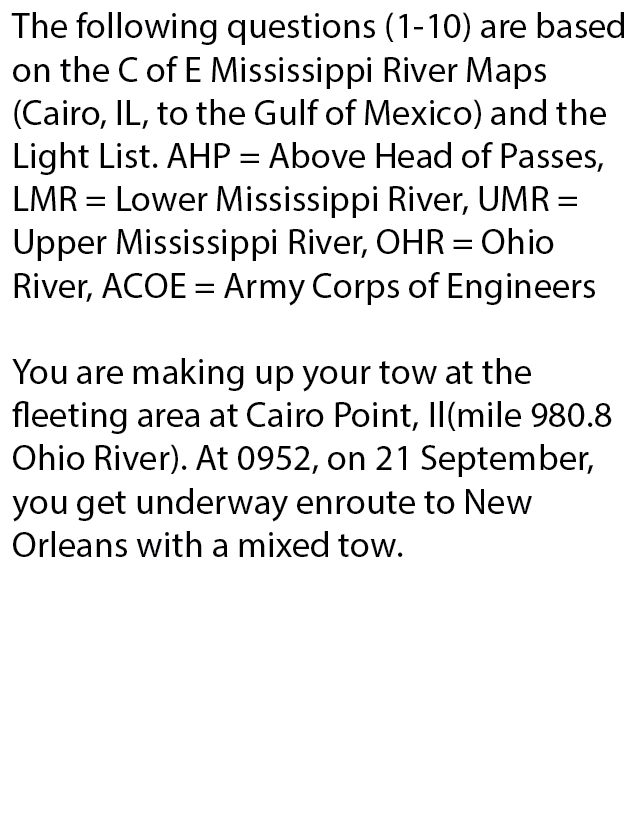 The following questions (1-10) are based
on the C of E Mississippi River Maps
(Cairo, IL, to the Gulf of Mexico) and the
Light List. AHP = Above Head of Passes,
LMR = Lower Mississippi River, UMR =
Upper Mississippi River, OHR = Ohio
River, ACOE = Army Corps of Engineers
You are making up your tow at the
fleeting area at Cairo Point, Il(mile 980.8
Ohio River). At 0952, on 21 September,
you get underway enroute to New
Orleans with a mixed tow.